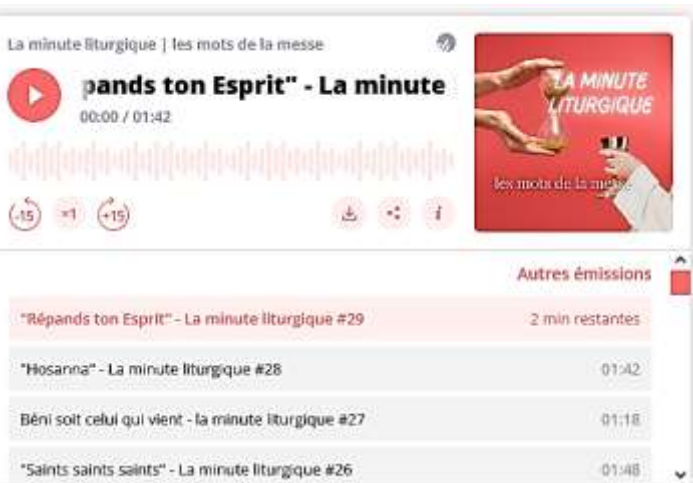 La minute liturgique | les mots de la messe
pands ton Esprit" - La minute
00:00 / 01:42
-15
×1
+15
i
LA MINUTE
LITURGIQUE
les mots de la messe
Autres émissions
"Répands ton Esprit" - La minute liturgique #29
2 min restantes
"Hosanna" - La minute liturgique #28
01:42
Béni soit celui qui vient - la minute liturgique #27
01:18
"Saints saints saints" - La minute liturgique #26
01:48